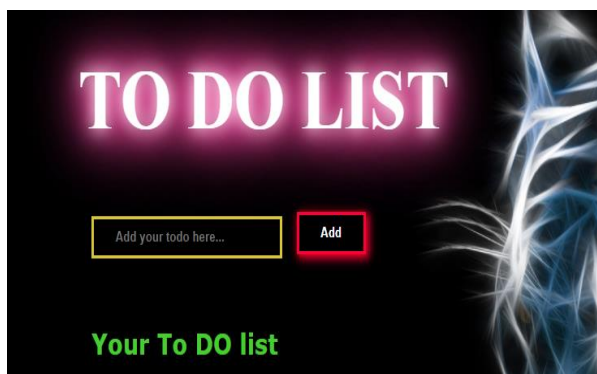 TO DO LIST
Add your todo here...
Add
Your To DO list